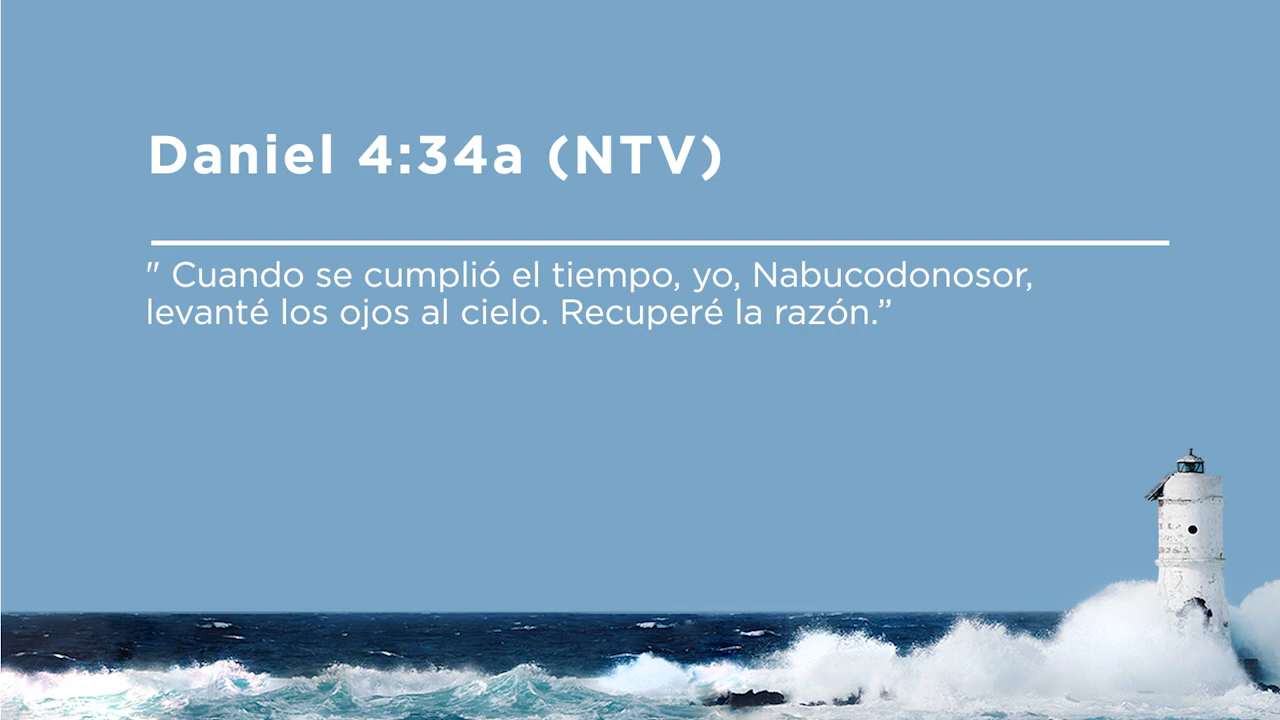 Daniel 4:34a (NTV)
" Cuando se cumplió el tiempo, yo, Nabucodonosor,
levanté los ojos al cielo. Recuperé la razón.”